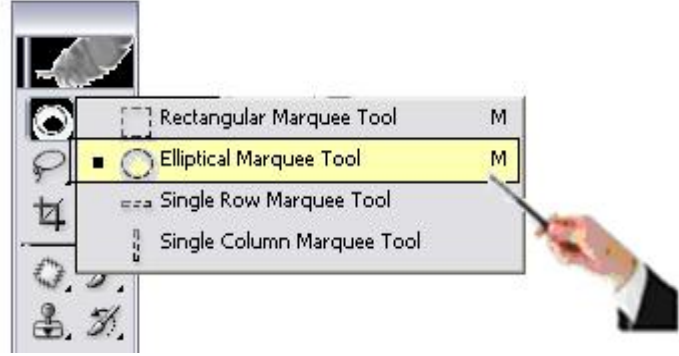 Rectangular Marquee Tool M
Elliptical Marquee Tool M
Single Row Marquee Tool
Single Column Marquee Tool